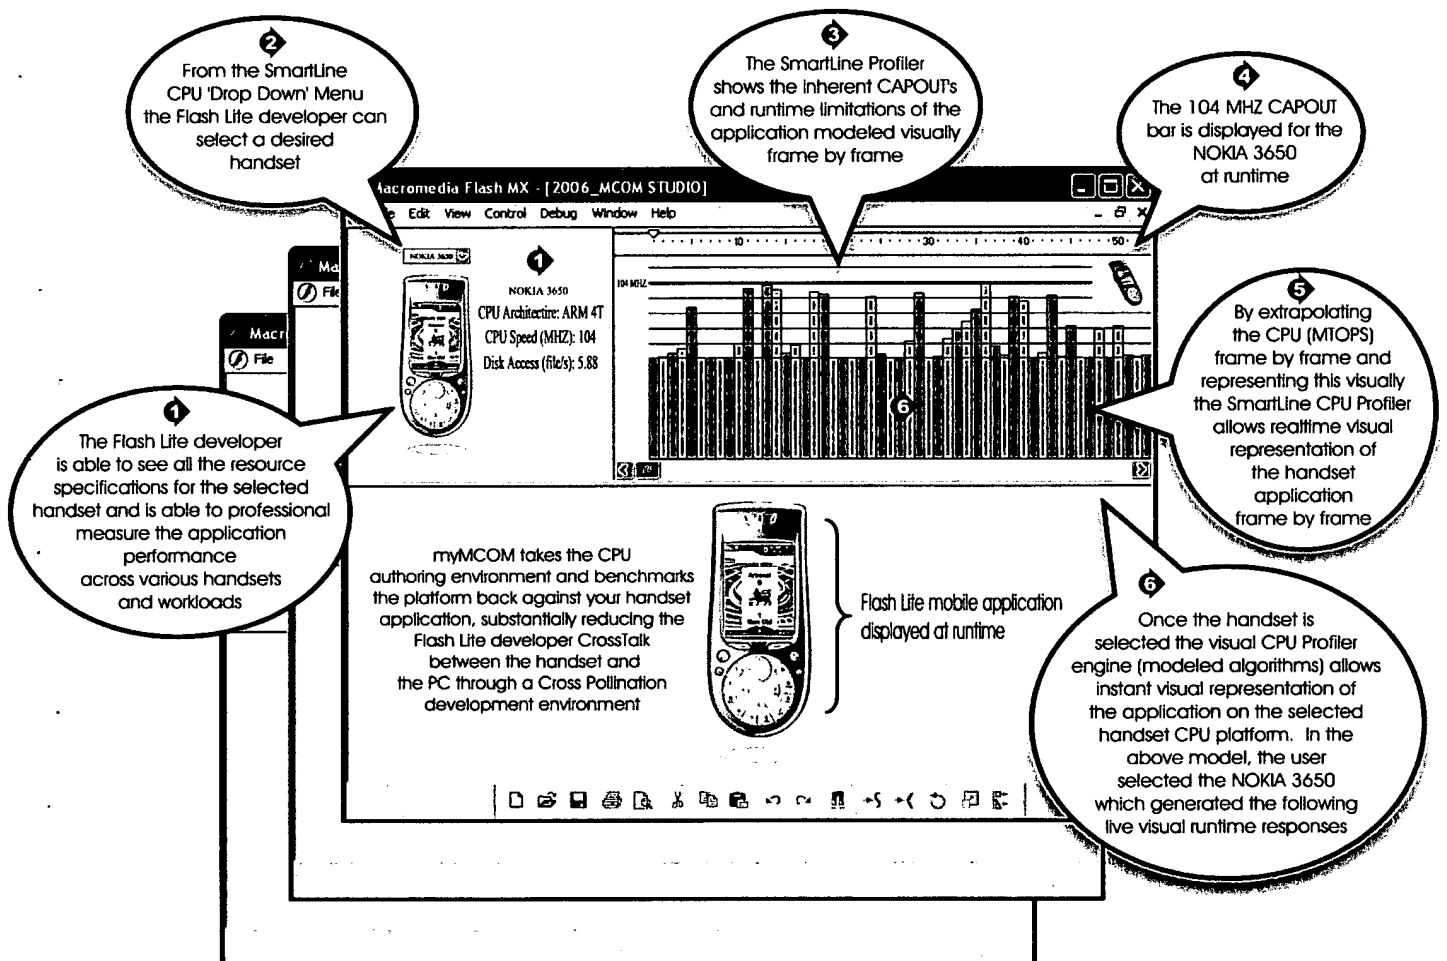 2
From the SmartLine
CPU 'Drop Down' Menu
the Flash Lite developer can
select a desired
handset
3
The SmartLine Profiler
shows the Inherent CAPOUT's
and runtime limitations of the
application modeled visually
frame by frame
4
The 104 MHZ CAPOUT
bar is displayed for the
NOKIA 3650
at runtime
Macromedia Flash MX - [2006_MCOM STUDIO]
Edit View Control Debug Window Help
NOKIA 3650
1
NOKIA 3650
CPU Architectire: ARM 4T
CPU Speed (MHZ): 104
Disk Access (file/s): 5.88
10 30 40 50
104 MHZ
6
Ma
File
Macr
File
5
By extrapolating
the CPU (MTOPS)
frame by frame and
representing this visually
the SmartLine CPU Profiler
allows realtime visual
representation of
the handset
application
frame by frame
1
The Flash Lite developer
is able to see all the resource
specifications for the selected
handset and is able to professional
measure the application
performance
across various handsets
and workloads
myMCOM takes the CPU
authoring environment and benchmarks
the platform back against your handset
application, substantially reducing the
Flash Lite developer CrossTalk
between the handset and
the PC through a Cross Pollination
development environment
Flash Lite mobile application
displayed at runtime
6
Once the handset is
selected the visual CPU Profiler
engine (modeled algorithms) allows
instant visual representation of
the application on the selected
handset CPU platform. In the
above model, the user
selected the NOKIA 3650
which generated the following
live visual runtime responses